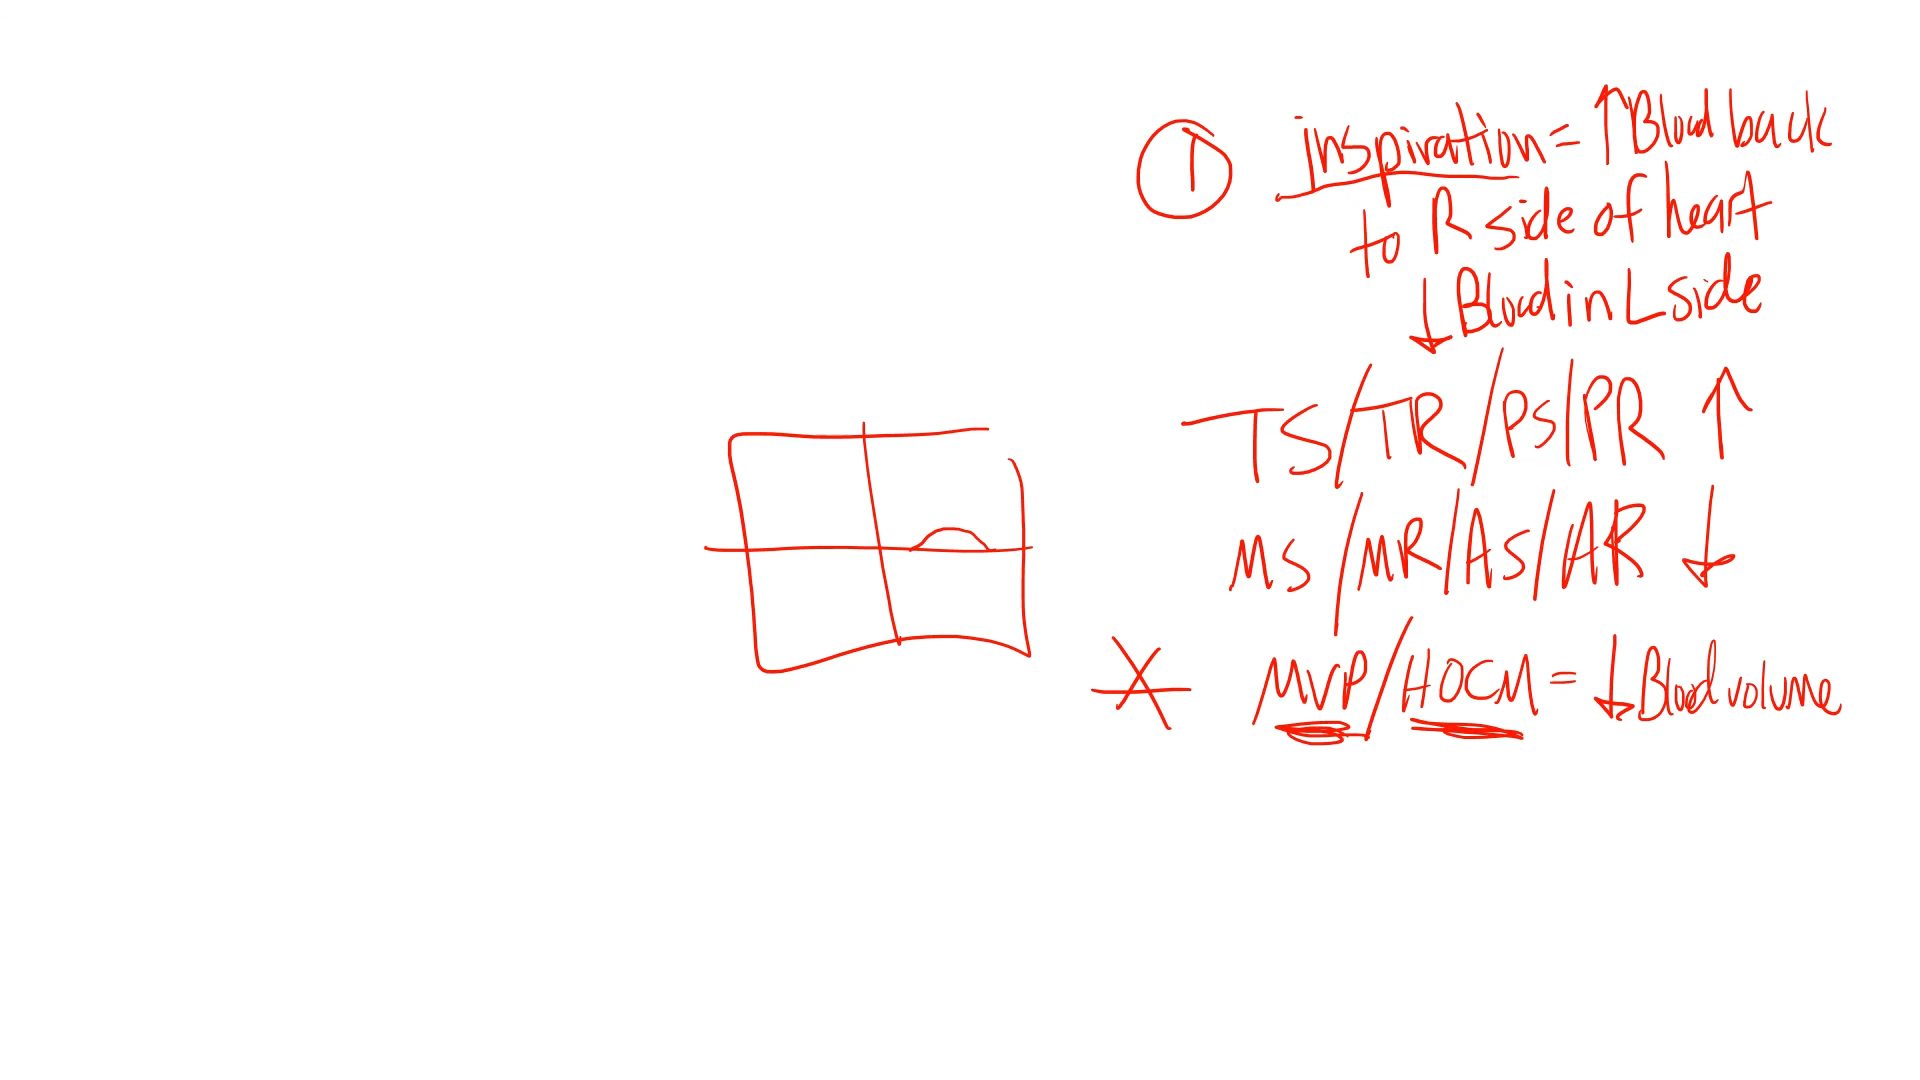 ① inspiration = ↑ Blood back
to R side of heart
↓ Blood in L side
TS/TR/PS/PR ↑
MS/MR/AS/AR ↓
* MVP/HOCM = ↓ Blood volume